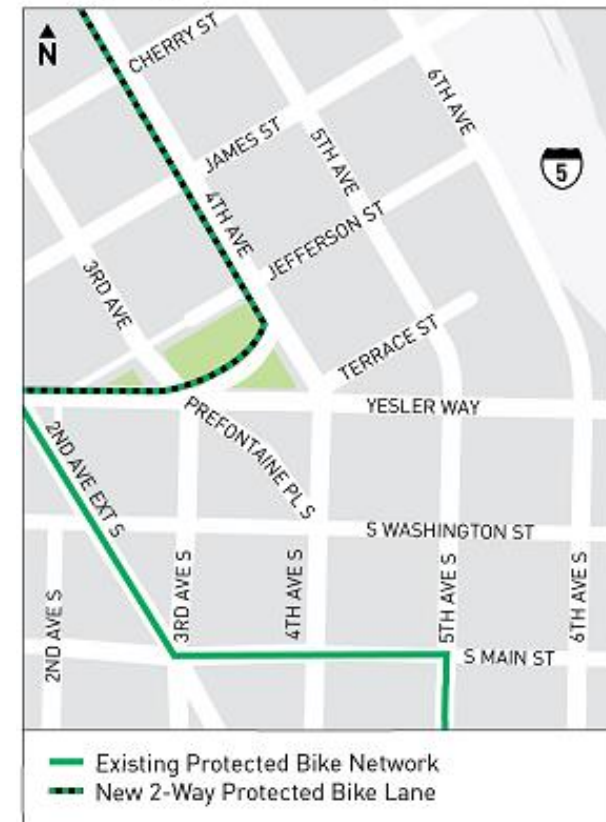 N
CHERRY ST
6TH AVE
5
JAMES ST
5TH AVE
4TH AVE
JEFFERSON ST
3RD AVE
TERRACE ST
YESLER WAY
PREFONTAINE PL S
2ND AVE EXT S
S WASHINGTON ST
2ND AVE S
3RD AVE S
4TH AVE S
5TH AVE S
6TH AVE S
S MAIN ST
Existing Protected Bike Network
New 2-Way Protected Bike Lane